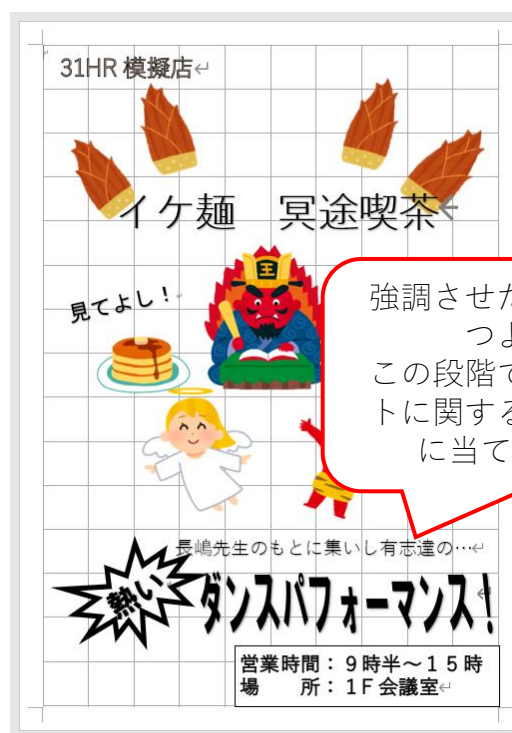 31HR 模擬店
イケ麺　冥途喫茶
王
見てよし！
強調させた
つよ
この段階で
トに関する
に当て
長嶋先生のもとに集いし有志達の…
熱い
ダンスパフォーマンス！
営業時間：９時半～１５時
場　　所：１F 会議室